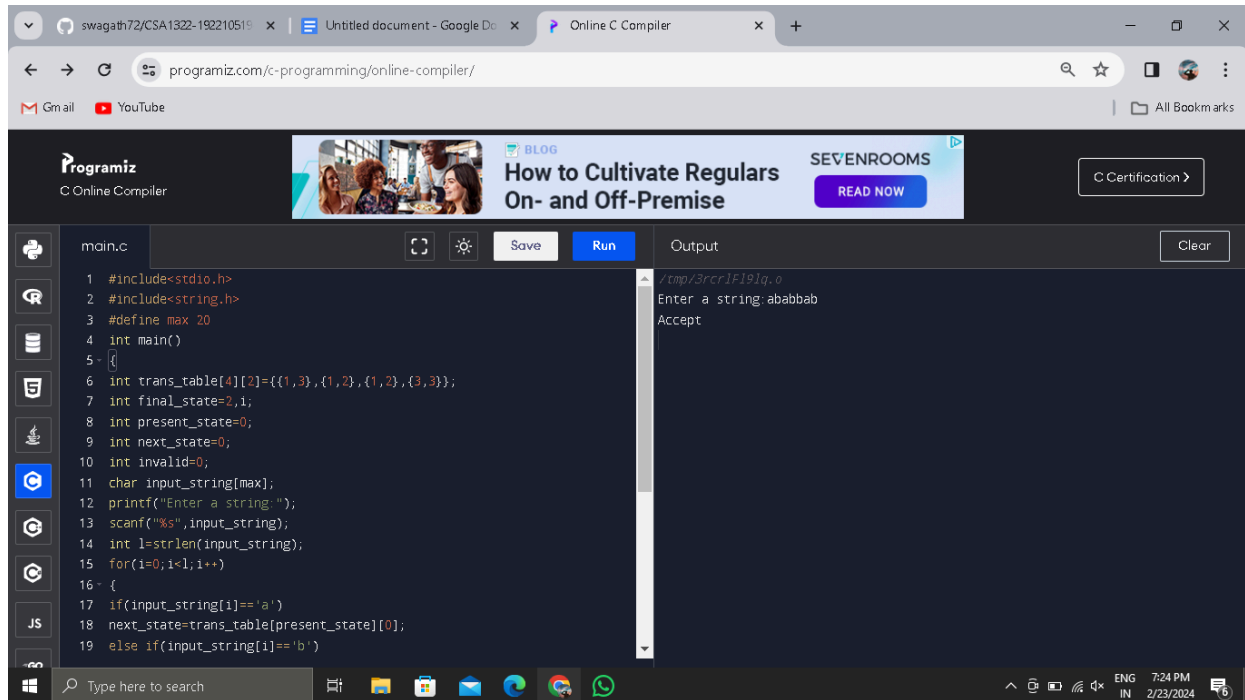 swagath72/CSA1322-192210519
Untitled document - Google Do
Online C Compiler
programiz.com/c-programming/online-compiler/
Gmail
YouTube
All Bookmarks
Programiz
C Online Compiler
BLOG
How to Cultivate Regulars
On- and Off-Premise
SEVENROOMS
READ NOW
C Certification >
main.c
Save
Run
Output
Clear
1 #include<stdio.h>
2 #include<string.h>
3 #define max 20
4 int main()
5 {
6 int trans_table[4][2]={{1,3},{1,2},{1,2},{3,3}};
7 int final_state=2,i;
8 int present_state=0;
9 int next_state=0;
10 int invalid=0;
11 char input_string[max];
12 printf("Enter a string:");
13 scanf("%s",input_string);
14 int l=strlen(input_string);
15 for(i=0;i<l;i++)
16 {
17 if(input_string[i]=='a')
18 next_state=trans_table[present_state][0];
19 else if(input_string[i]=='b')
Enter a string:ababbab
Accept
JS
Type here to search
ENG
IN
7:24 PM
2/23/2024
6